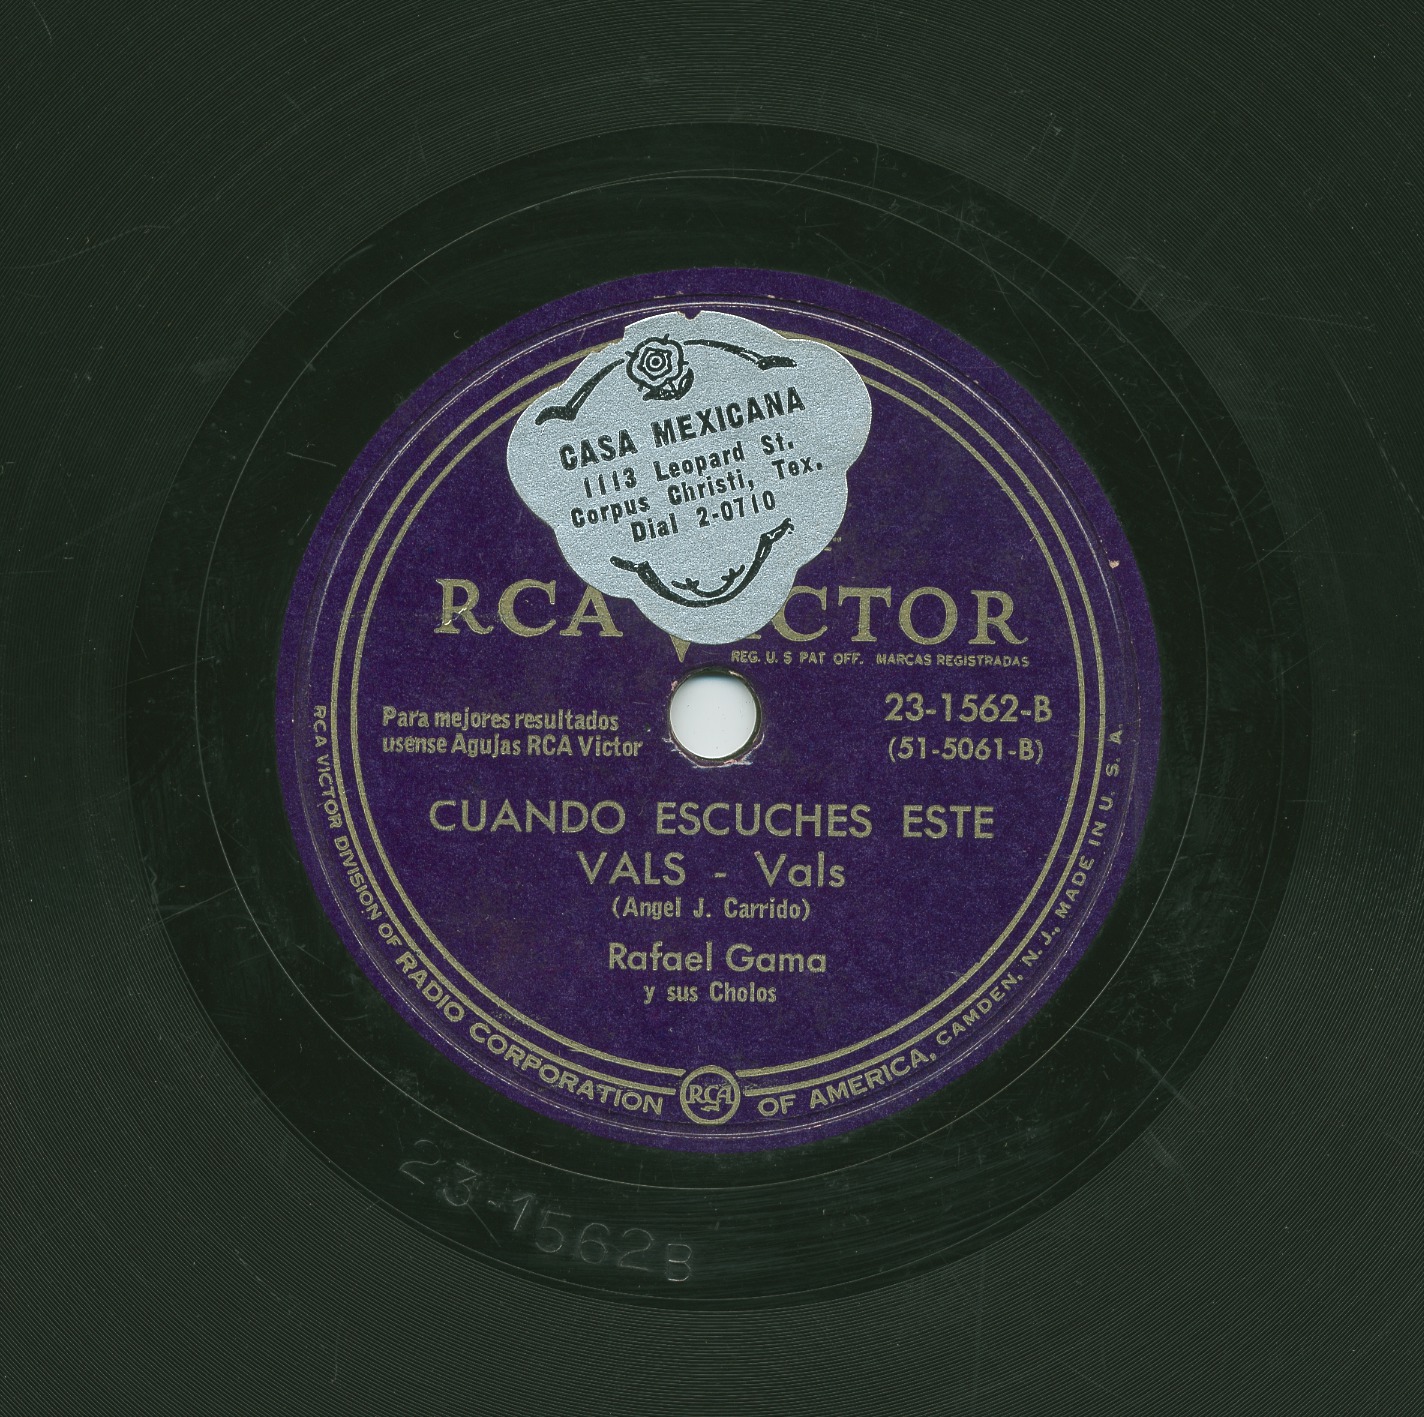 CASA MEXICANA
1113 Leopard St.
Corpus Christi, Tex.
Dial 2-0710
RCA VICTOR
REG. U. S PAT OFF. MARCAS REGISTRADAS
Para mejores resultados
usense Agujas RCA Victor
23-1562-B
(51-5061-B)
CUANDO ESCUCHES ESTE
VALS - Vals
(Angel J. Carrido)
Rafael Gama
y sus Cholos
RCA VICTOR DIVISION OF RADIO CORPORATION RCA OF AMERICA, CAMDEN, N. J., MADE IN U. S. A.
23-1562B